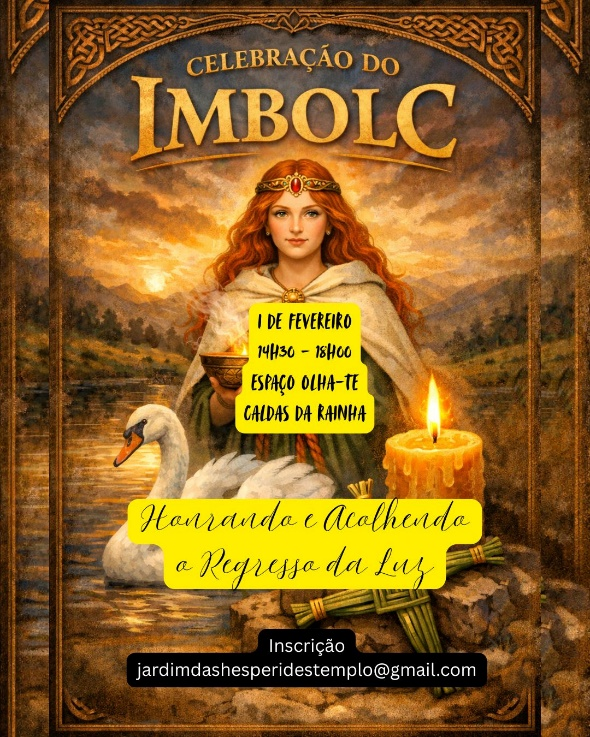 CELEBRAÇÃO DO
IMBOLC
1 DE FEVEREIRO
14H30 - 18H00
ESPAÇO OLHA-TE
CALDAS DA RAINHA
Honrando e Acolhendo
o Regresso da Luz
Inscrição
jardimdashesperidestemplo@gmail.com